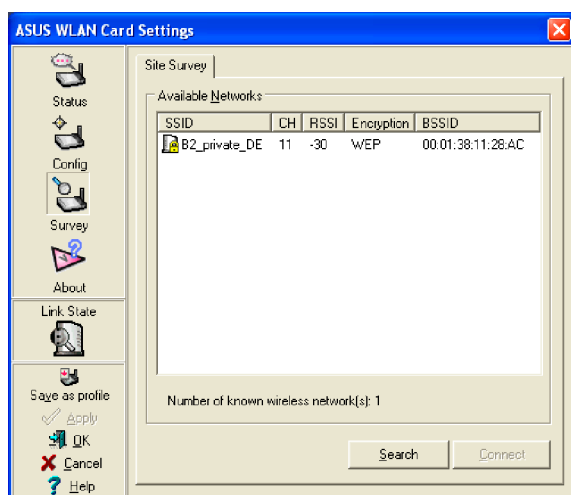 ASUS WLAN Card Settings
Status
Config
Survey
About
Link State
Save as profile
Apply
OK
Cancel
Help
Site Survey
Available Networks
SSID CH RSSI Encryption BSSID
B2_private_DE 11 -30 WEP 00:01:38:11:28:AC
Number of known wireless network(s): 1
Search Connect